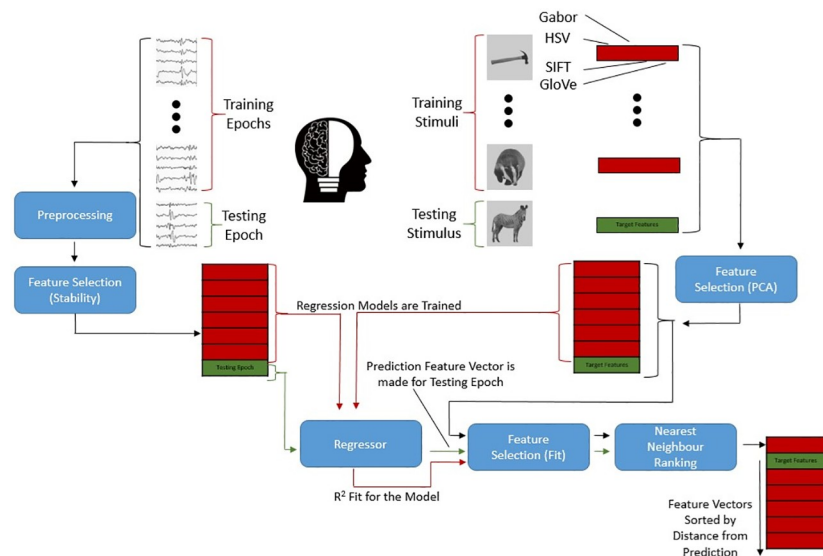 Gabor
HSV
SIFT
GloVe
Training
Epochs
Training
Stimuli
Preprocessing
Testing
Epoch
Testing
Stimulus
Target Features
Feature Selection
(Stability)
Feature
Selection (PCA)
Regression Models are Trained
Testing Epoch
Target Features
Prediction Feature Vector is
made for Testing Epoch
Regressor
Feature
Selection (Fit)
Nearest
Neighbour
Ranking
Target Features
R² Fit for the Model
Feature Vectors
Sorted by
Distance from
Prediction